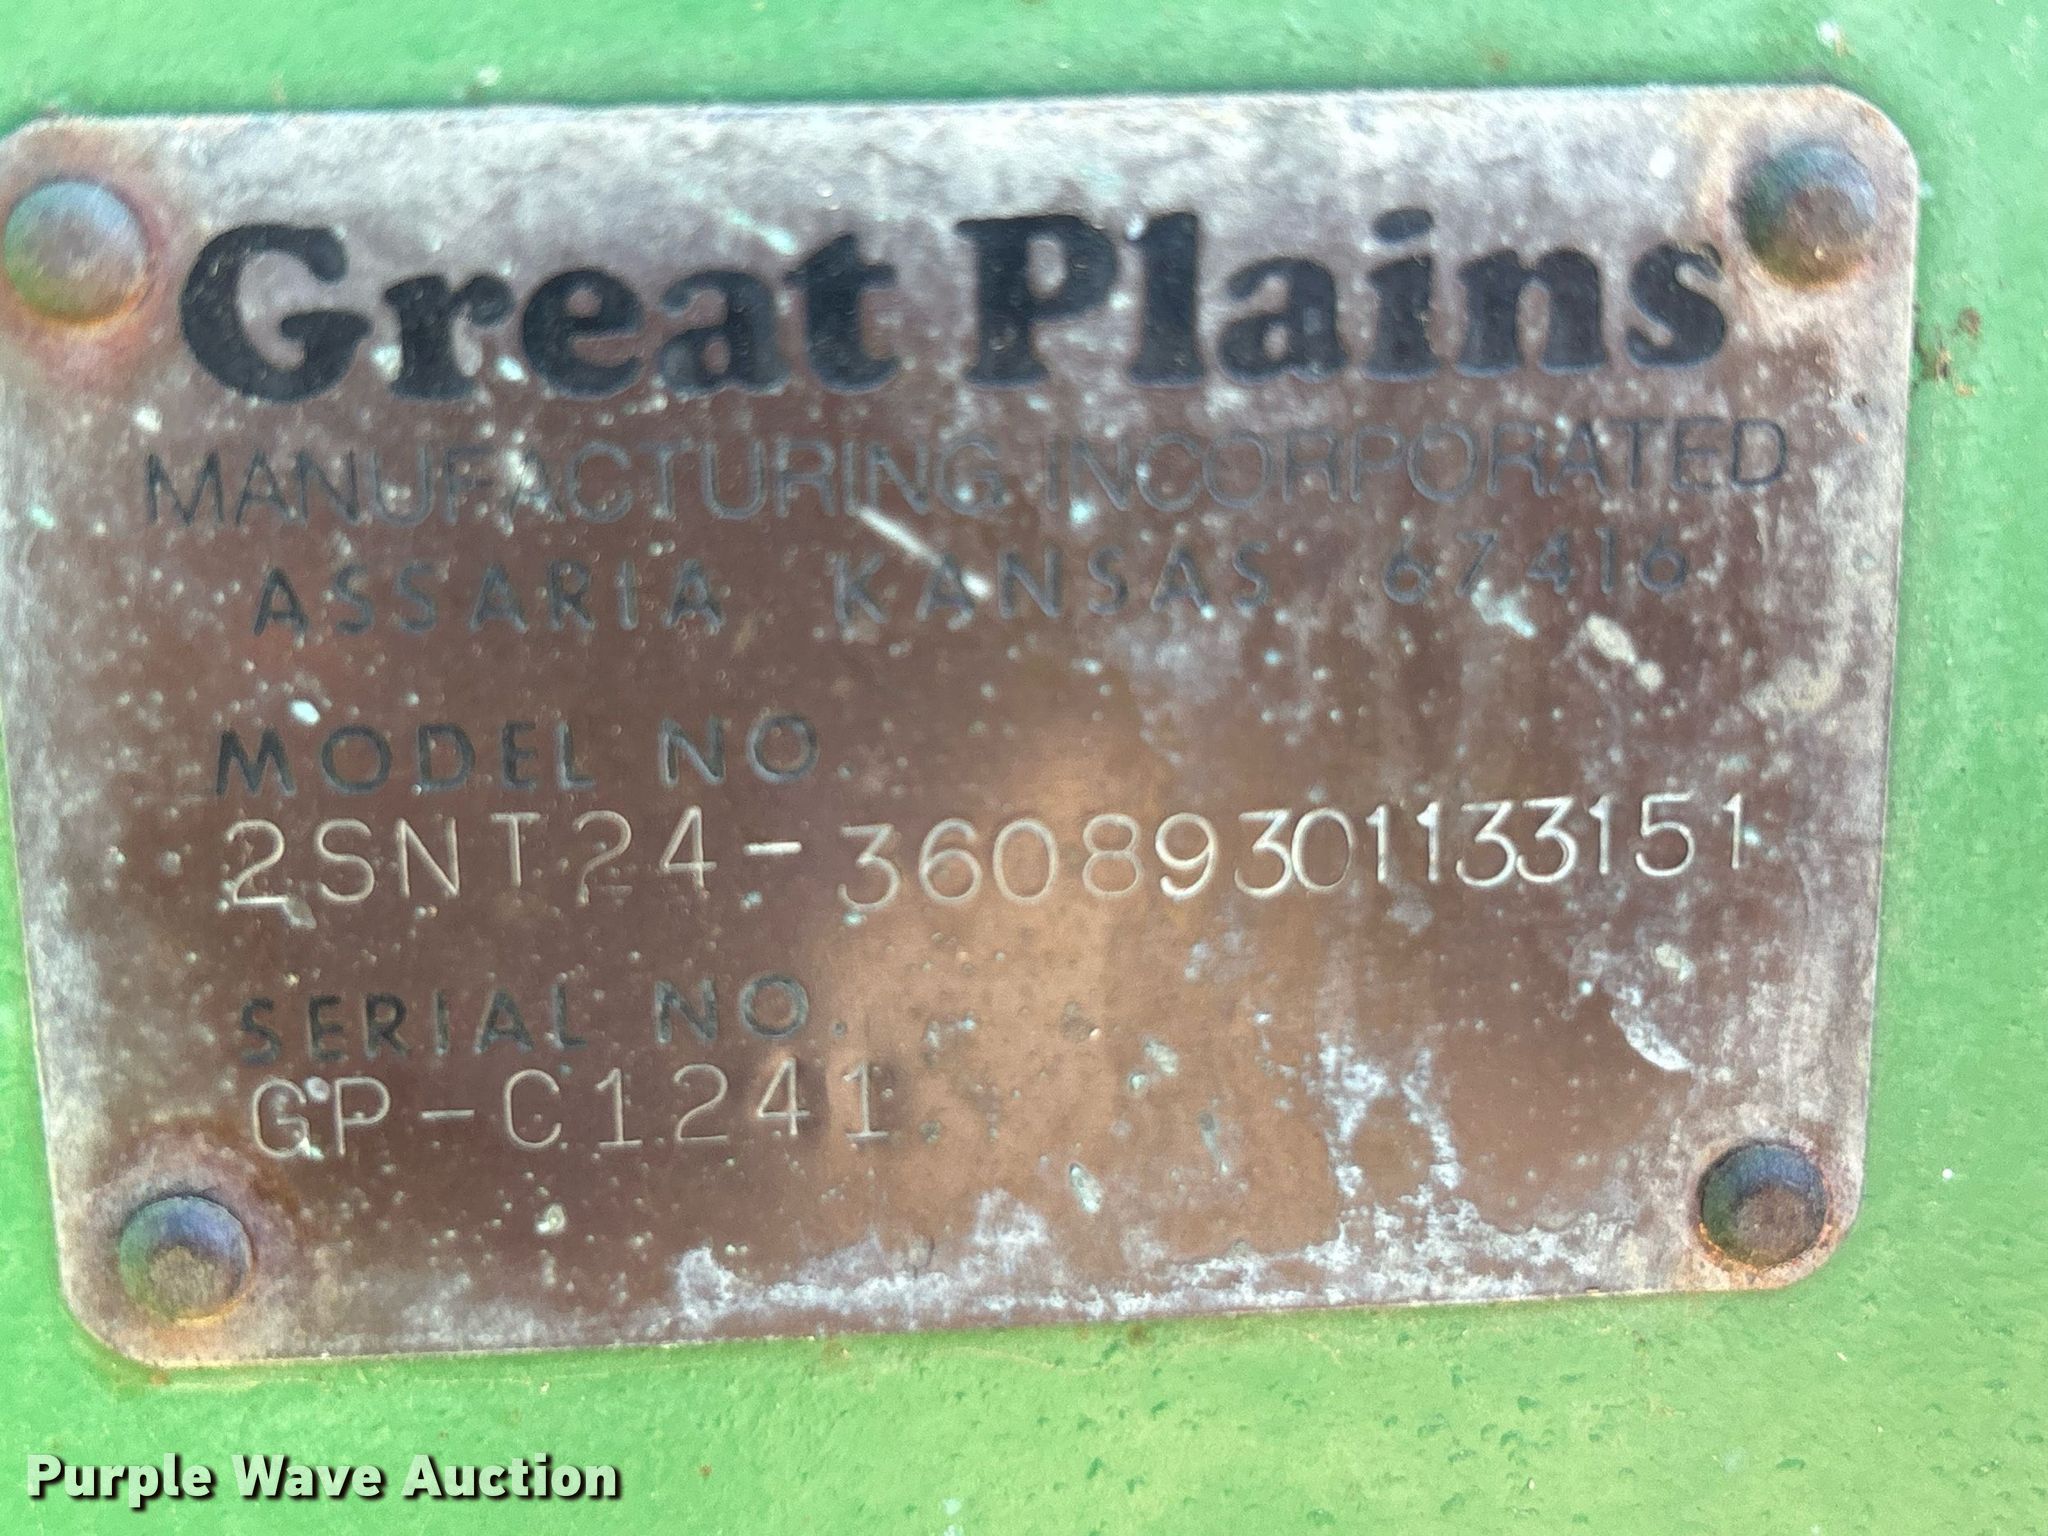 Great Plains
MANUFACTURING INCORPORATED
ASSARIA KANSAS 67416
MODEL NO.
2SNT24-36089301133151
SERIAL NO.
GP-C1241
Purple Wave Auction